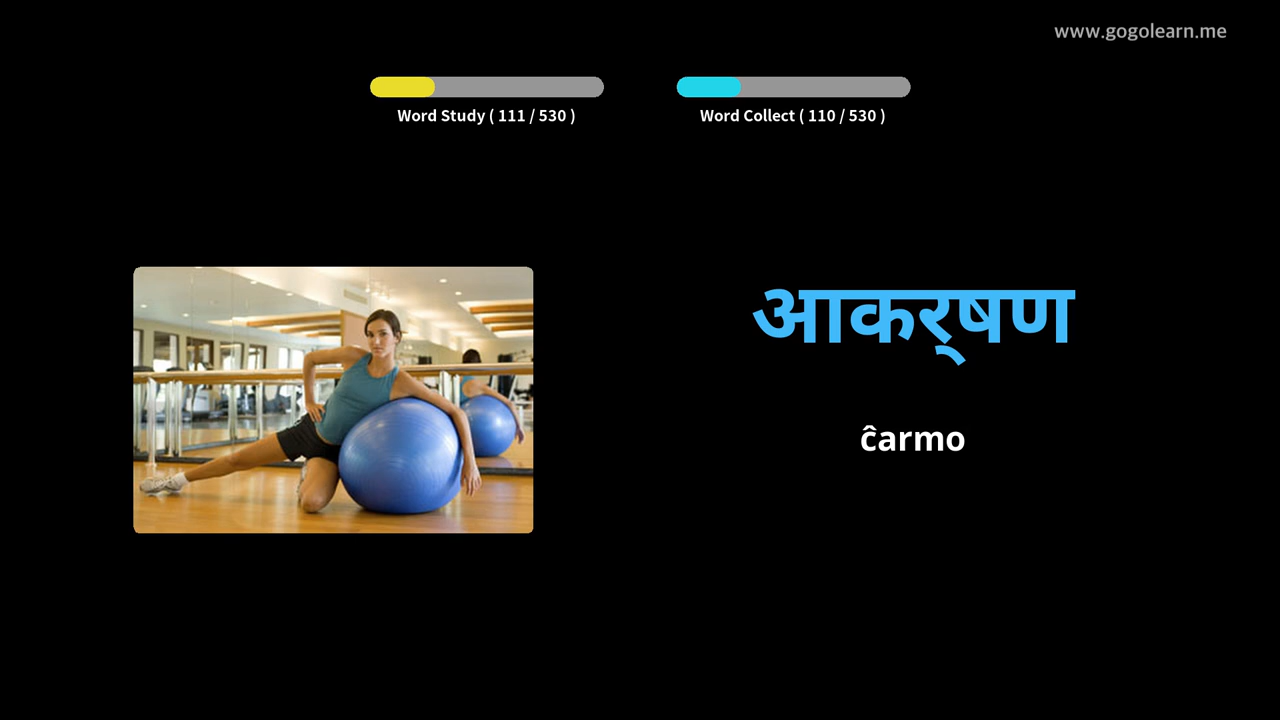 www.gogolearn.me
Word Study ( 111 / 530 )
Word Collect ( 110 / 530 )
आकर्‌षण
ĉarmo